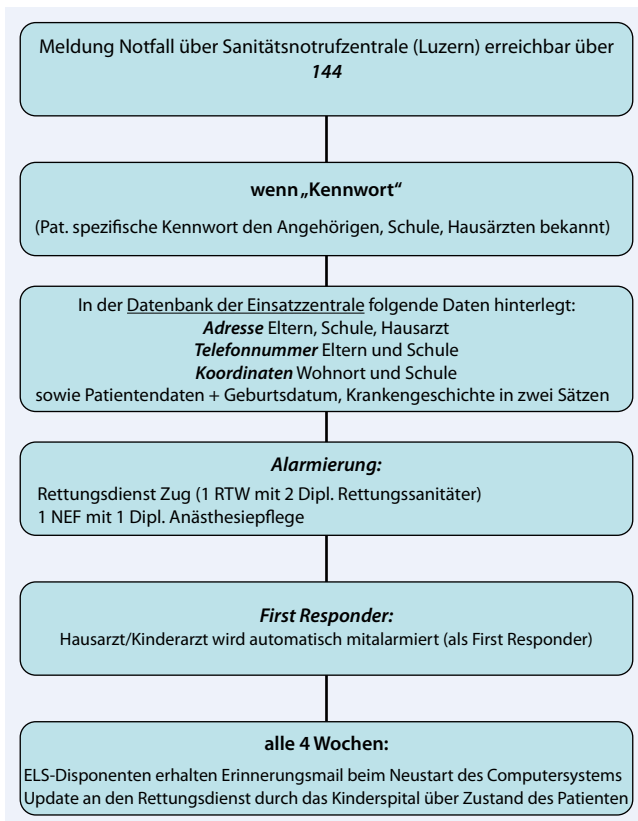 Meldung Notfall über Sanitätsnotrufzentrale (Luzern) erreichbar über
144
wenn „Kennwort“
(Pat. spezifische Kennwort den Angehörigen, Schule, Hausärzten bekannt)
In der Datenbank der Einsatzzentrale folgende Daten hinterlegt:
Adresse Eltern, Schule, Hausarzt
Telefonnummer Eltern und Schule
Koordinaten Wohnort und Schule
sowie Patientendaten + Geburtsdatum, Krankengeschichte in zwei Sätzen
Alarmierung:
Rettungsdienst Zug (1 RTW mit 2 Dipl. Rettungssanitäter)
1 NEF mit 1 Dipl. Anästhesiepflege
First Responder:
Hausarzt/Kinderarzt wird automatisch mitalarmiert (als First Responder)
alle 4 Wochen:
ELS-Disponenten erhalten Erinnerungsmail beim Neustart des Computersystems
Update an den Rettungsdienst durch das Kinderspital über Zustand des Patienten